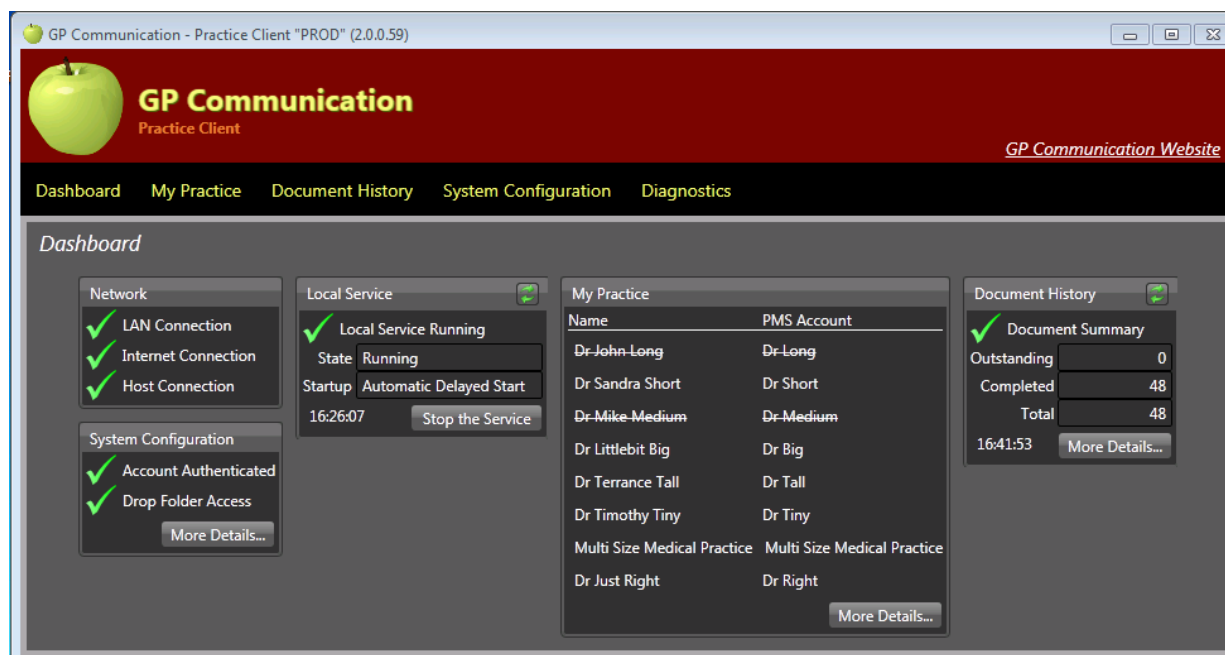 GP Communication - Practice Client "PROD" (2.0.0.59)
GP Communication
Practice Client
GP Communication Website
Dashboard My Practice Document History System Configuration Diagnostics
Dashboard
Network
LAN Connection
Internet Connection
Host Connection
System Configuration
Account Authenticated
Drop Folder Access
More Details...
Local Service
Local Service Running
State Running
Startup Automatic Delayed Start
16:26:07 Stop the Service
My Practice
Name PMS Account
Dr John Long Dr Long
Dr Sandra Short Dr Short
Dr Mike Medium Dr Medium
Dr Littlebit Big Dr Big
Dr Terrance Tall Dr Tall
Dr Timothy Tiny Dr Tiny
Multi Size Medical Practice Multi Size Medical Practice
Dr Just Right Dr Right
More Details...
Document History
Document Summary
Outstanding 0
Completed 48
Total 48
16:41:53 More Details...